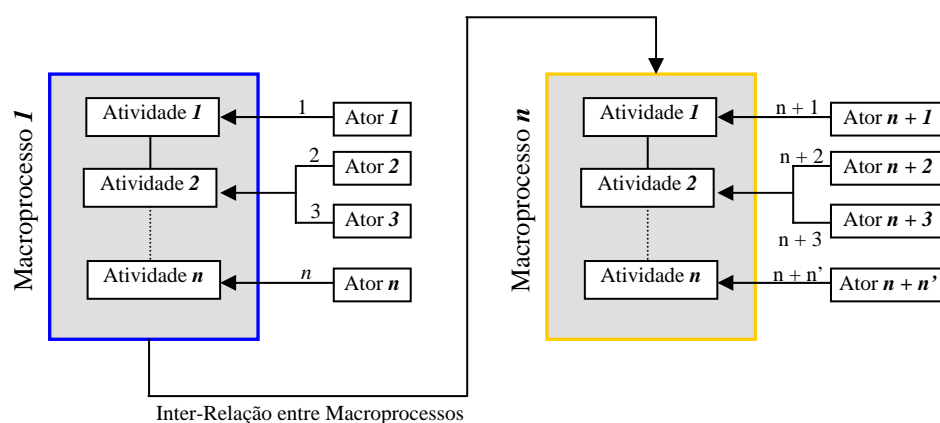 Macroprocesso 1
Atividade 1
1
Ator 1
Atividade 2
2
Ator 2
3
Ator 3
Atividade n
n
Ator n
Macroprocesso n
Atividade 1
n + 1
Ator n + 1
Atividade 2
n + 2
Ator n + 2
n + 3
Ator n + 3
Atividade n
n + n’
Ator n + n’
Inter-Relação entre Macroprocessos